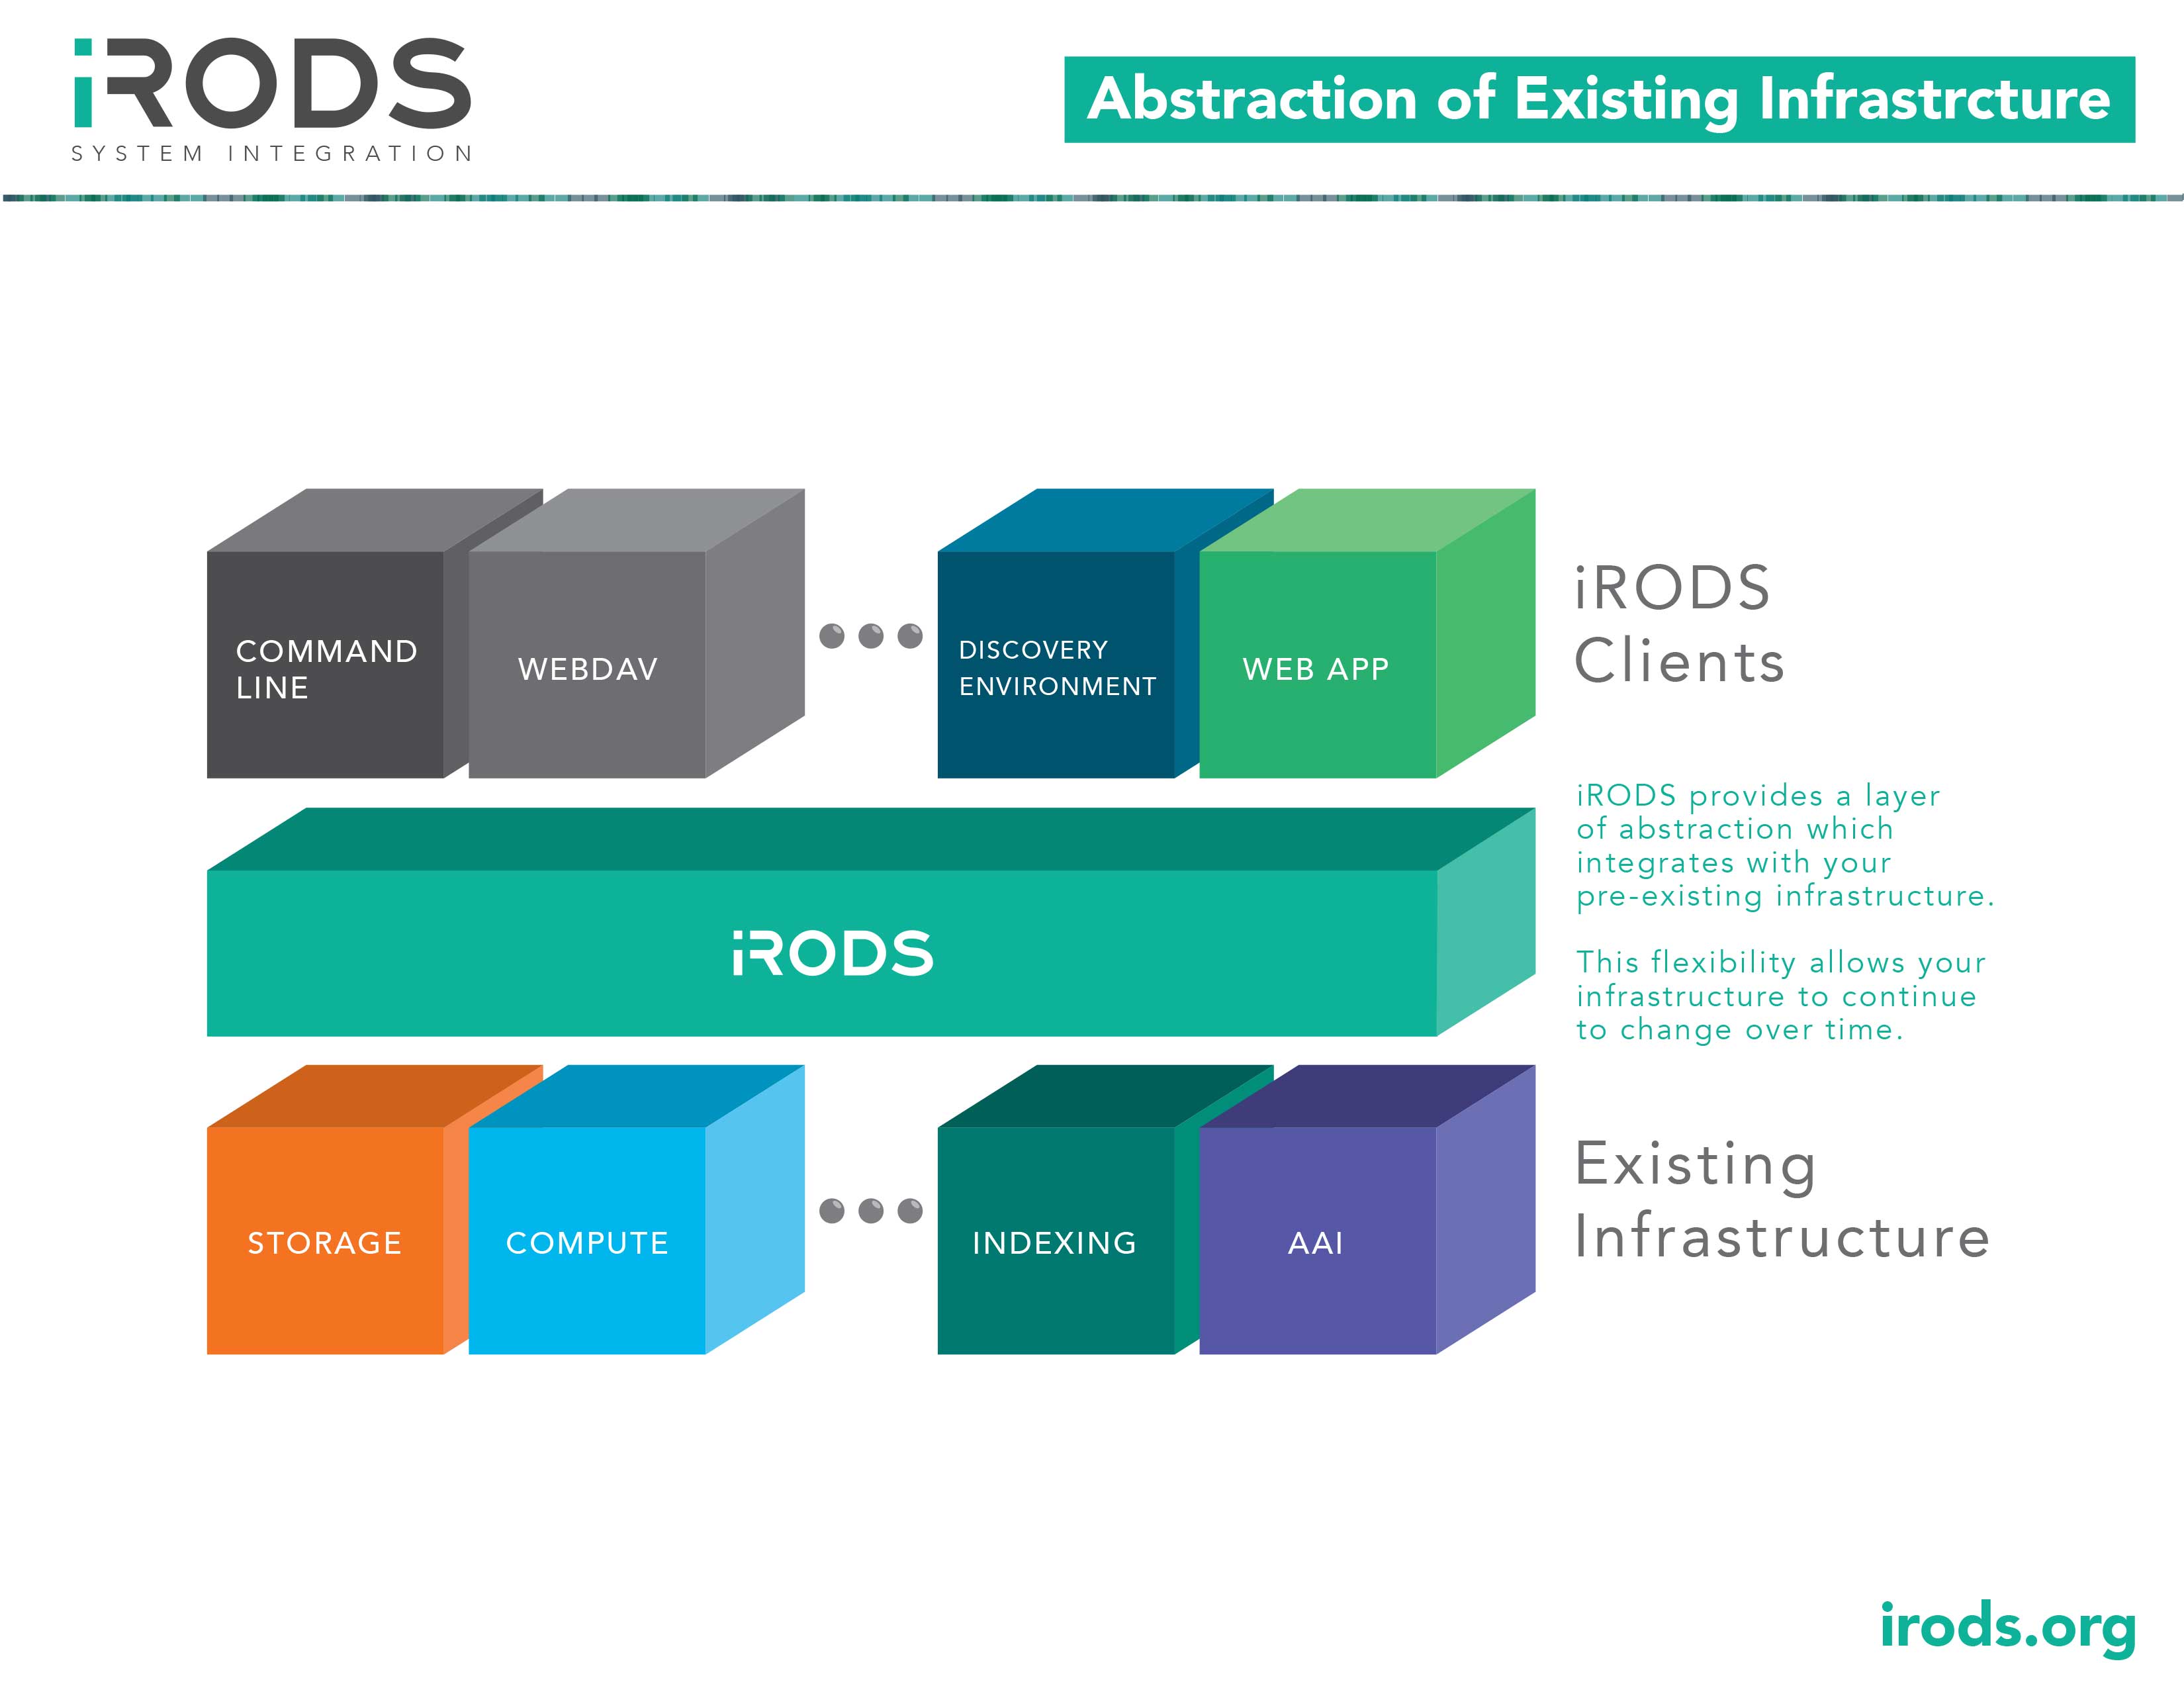 iRODS
SYSTEM INTEGRATION
Abstraction of Existing Infrastrcture
COMMAND
LINE
WEBDAV
DISCOVERY
ENVIRONMENT
WEB APP
iRODS
Clients
iRODS
iRODS provides a layer
of abstraction which
integrates with your
pre-existing infrastructure.
This flexibility allows your
infrastructure to continue
to change over time.
STORAGE
COMPUTE
INDEXING
AAI
Existing
Infrastructure
irods.org